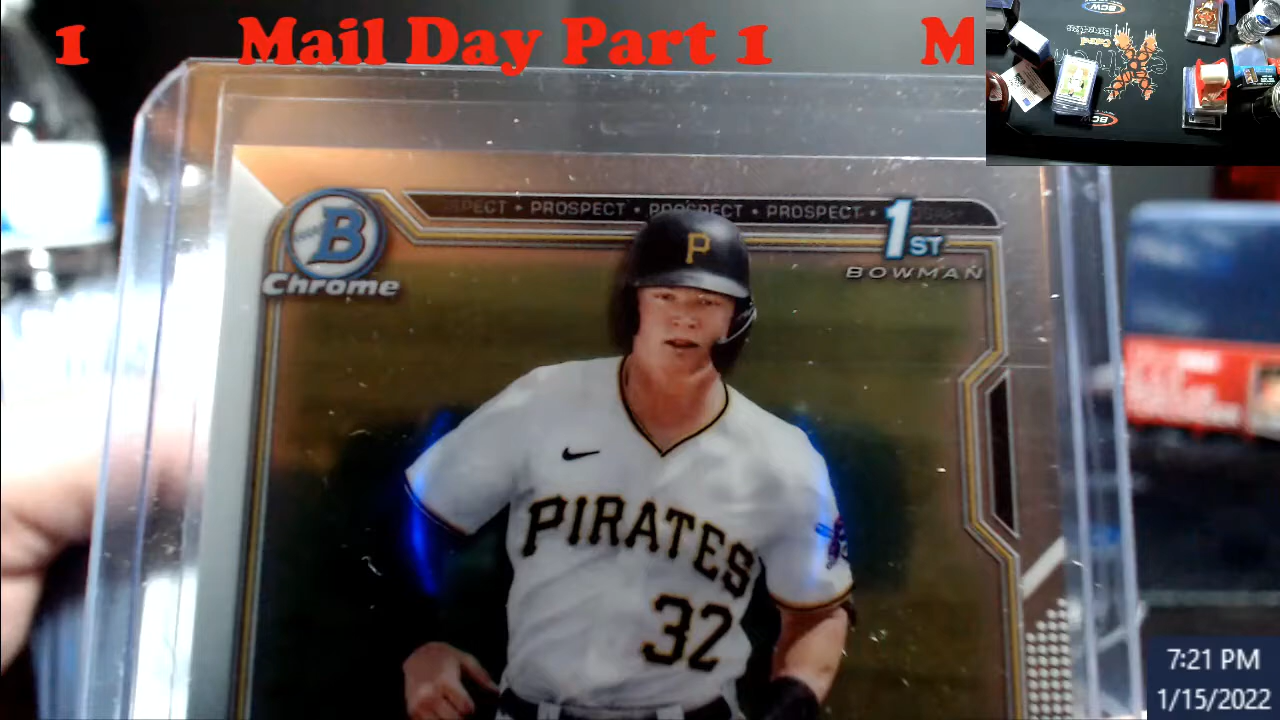 1 Mail Day Part 1 M
PROSPECT • PROSPECT • PROSPECT
B
Chrome
1ST
BOWMAN
P
PIRATES
32
7:21 PM
1/15/2022